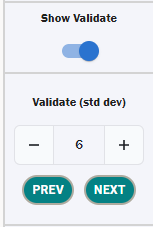 Show Validate
Validate (std dev)
− 6 +
PREV NEXT